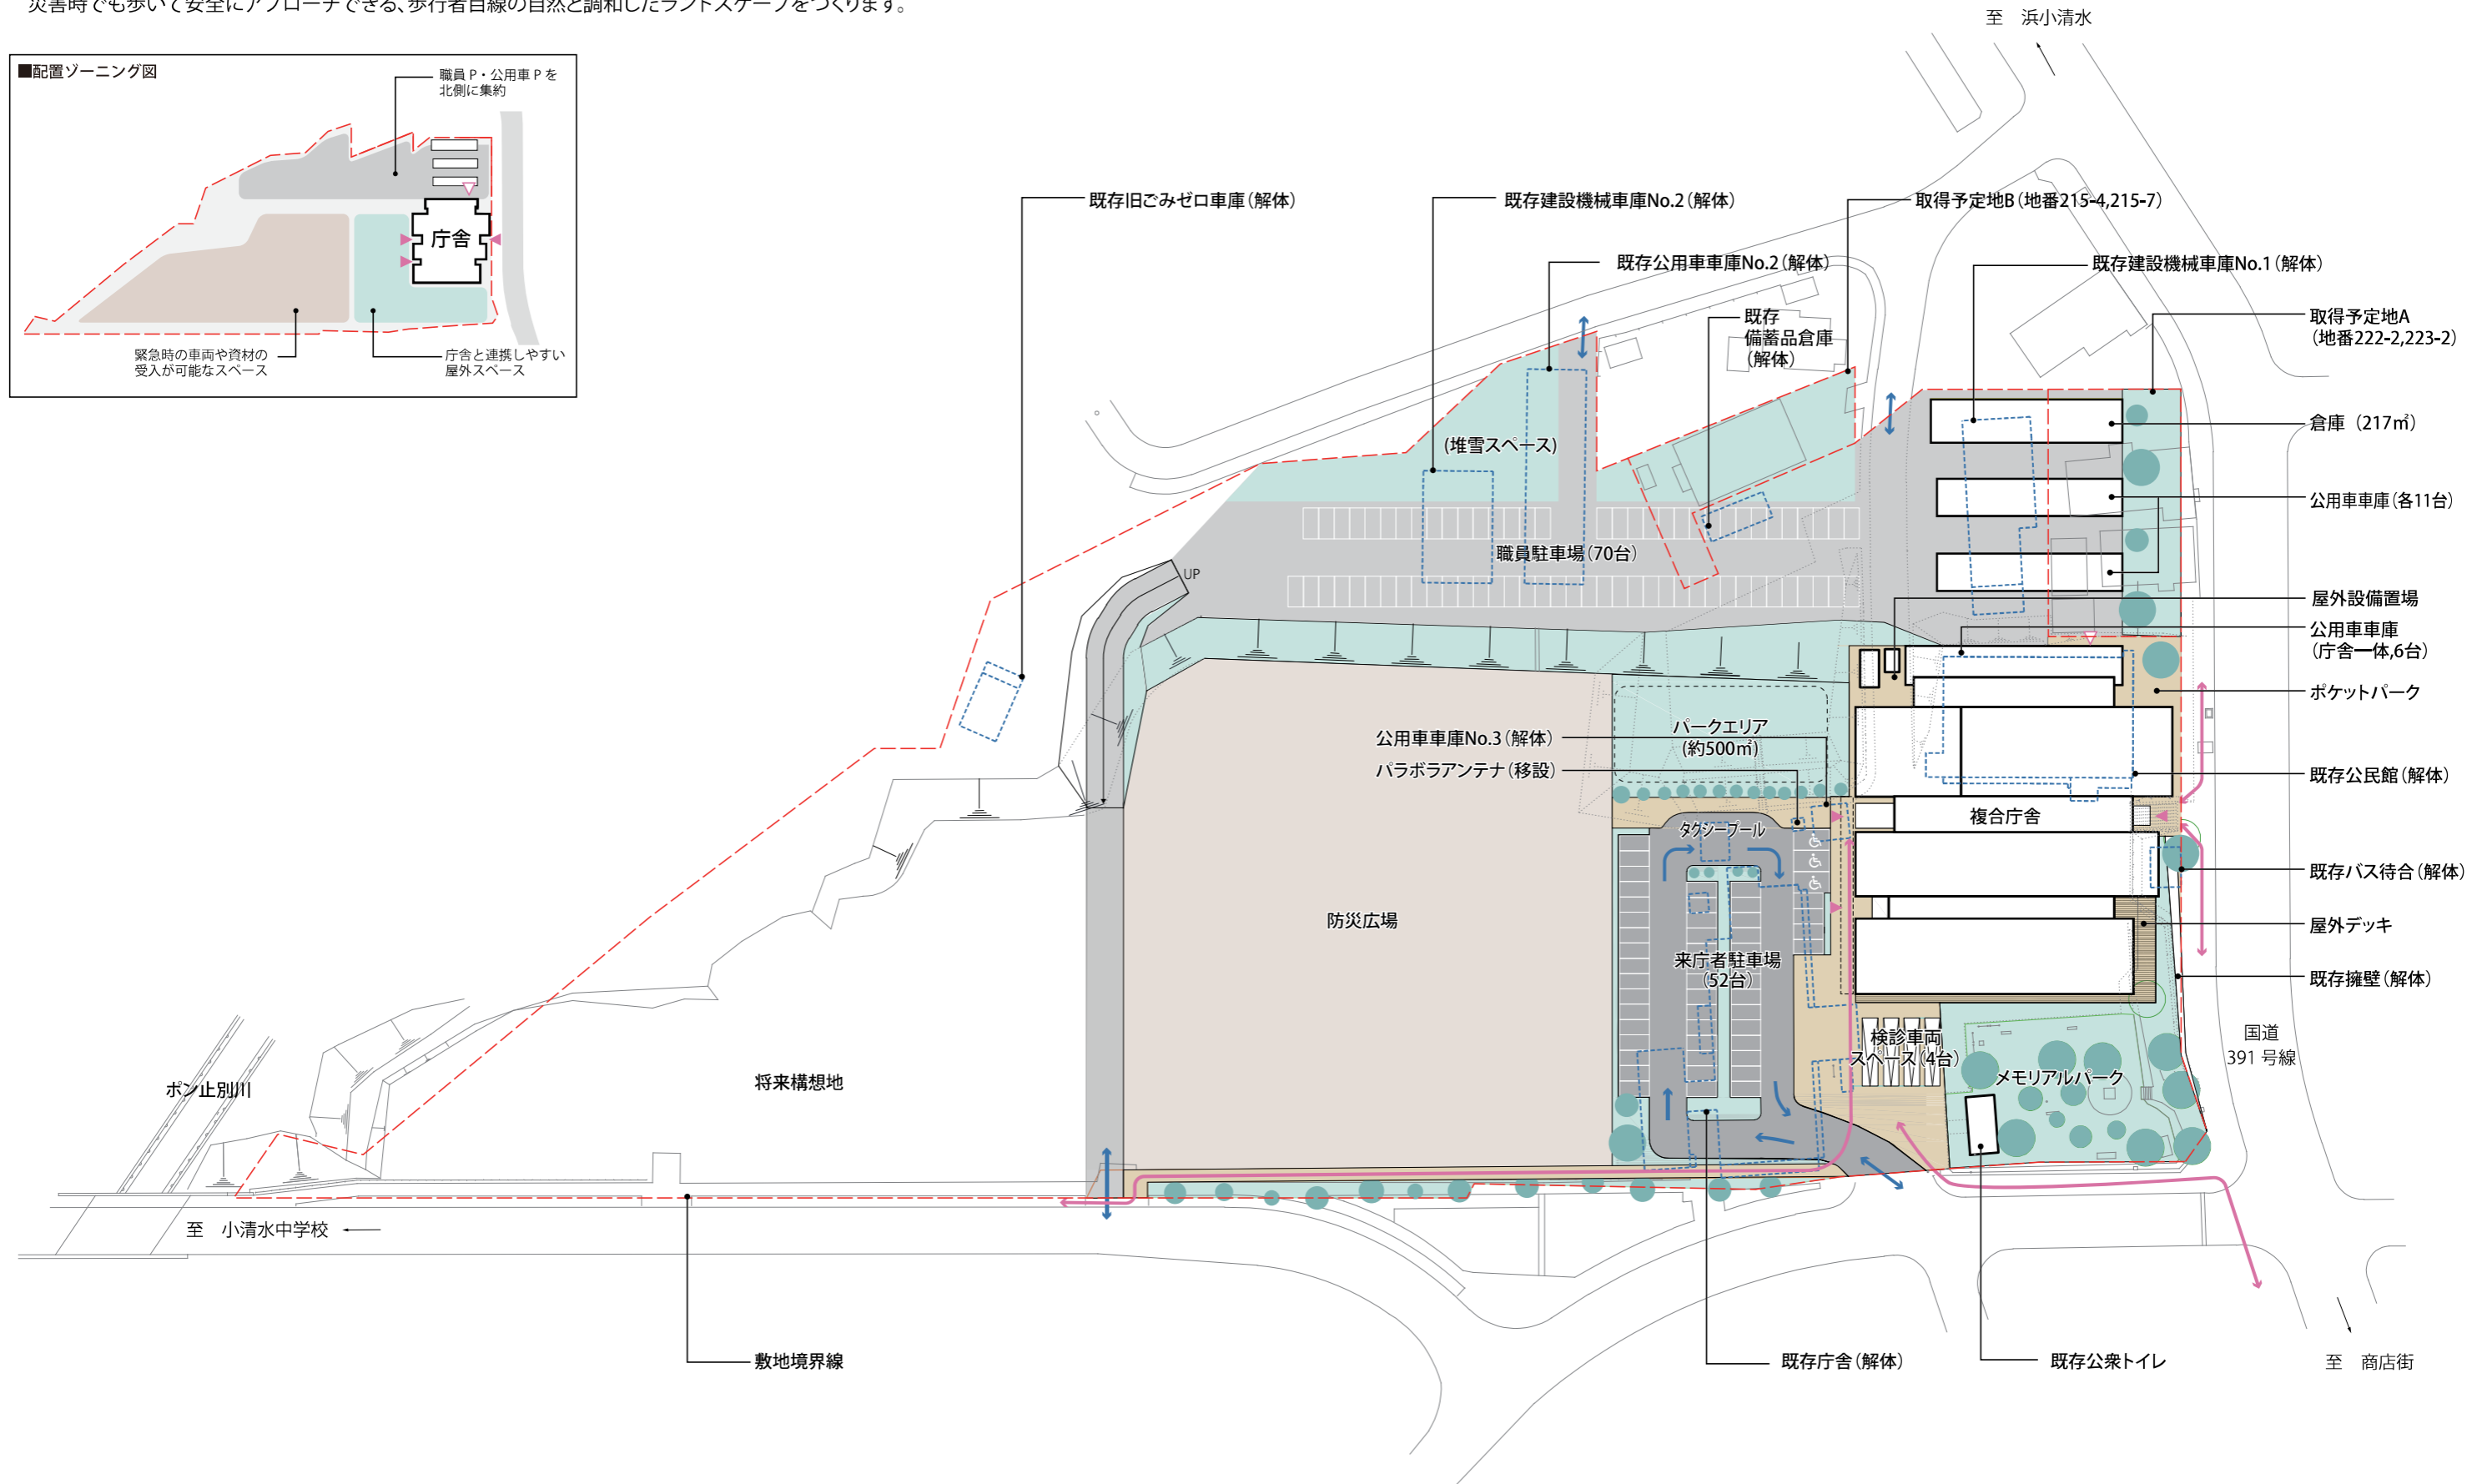 災害時でも歩いて安全にアプローチできる、歩行者目線の自然と調和したランドスケープをつくります。
至　浜小清水
■配置ゾーニング図
職員P・公用車Pを
北側に集約
庁舎
緊急時の車両や資材の
受入が可能なスペース
庁舎と連携しやすい
屋外スペース
既存旧ごみゼロ車庫（解体）
既存建設機械車庫No.2（解体）
取得予定地B（地番215-4,215-7）
既存公用車車庫No.2（解体）
既存建設機械車庫No.1（解体）
既存
備蓄品倉庫
（解体）
取得予定地A
（地番222-2,223-2）
倉庫（217㎡）
(堆雪スペース)
公用車車庫（各11台）
職員駐車場（70台）
UP
屋外設備置場
公用車車庫
（庁舎一体,6台）
ポケットパーク
パークエリア
(約500㎡)
公用車車庫No.3（解体）
パラボラアンテナ（移設）
既存公民館（解体）
複合庁舎
タクシープール
既存バス待合（解体）
防災広場
屋外デッキ
来庁者駐車場
（52台）
既存擁壁（解体）
国道
391号線
検診車両
スペース（4台）
メモリアルパーク
ポン止別川
将来構想地
至　小清水中学校 ←
敷地境界線
既存庁舎（解体）
既存公衆トイレ
至　商店街